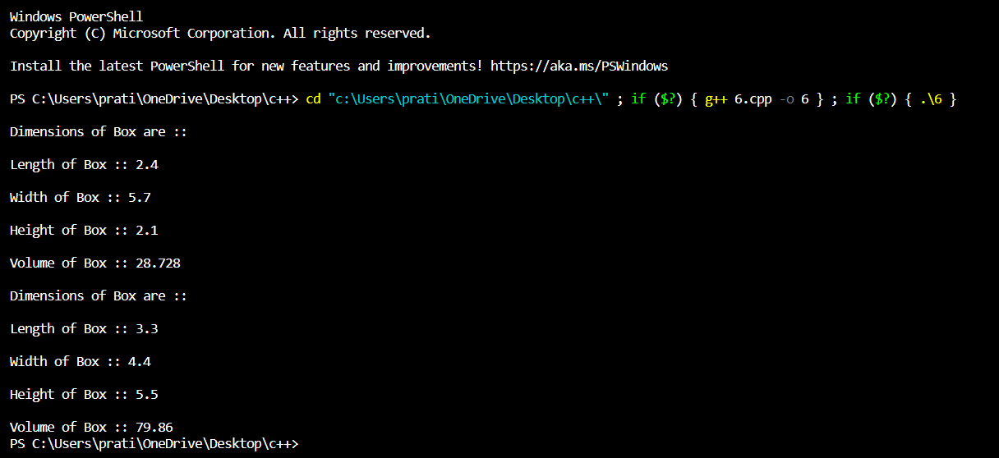 Windows PowerShell
Copyright (C) Microsoft Corporation. All rights reserved.
Install the latest PowerShell for new features and improvements! https://aka.ms/PSWindows
PS C:\Users\prati\OneDrive\Desktop\c++> cd "c:\Users\prati\OneDrive\Desktop\c++\" ; if ($?) { g++ 6.cpp -o 6 } ; if ($?) { .\6 }
Dimensions of Box are ::
Length of Box :: 2.4
Width of Box :: 5.7
Height of Box :: 2.1
Volume of Box :: 28.728
Dimensions of Box are ::
Length of Box :: 3.3
Width of Box :: 4.4
Height of Box :: 5.5
Volume of Box :: 79.86
PS C:\Users\prati\OneDrive\Desktop\c++>